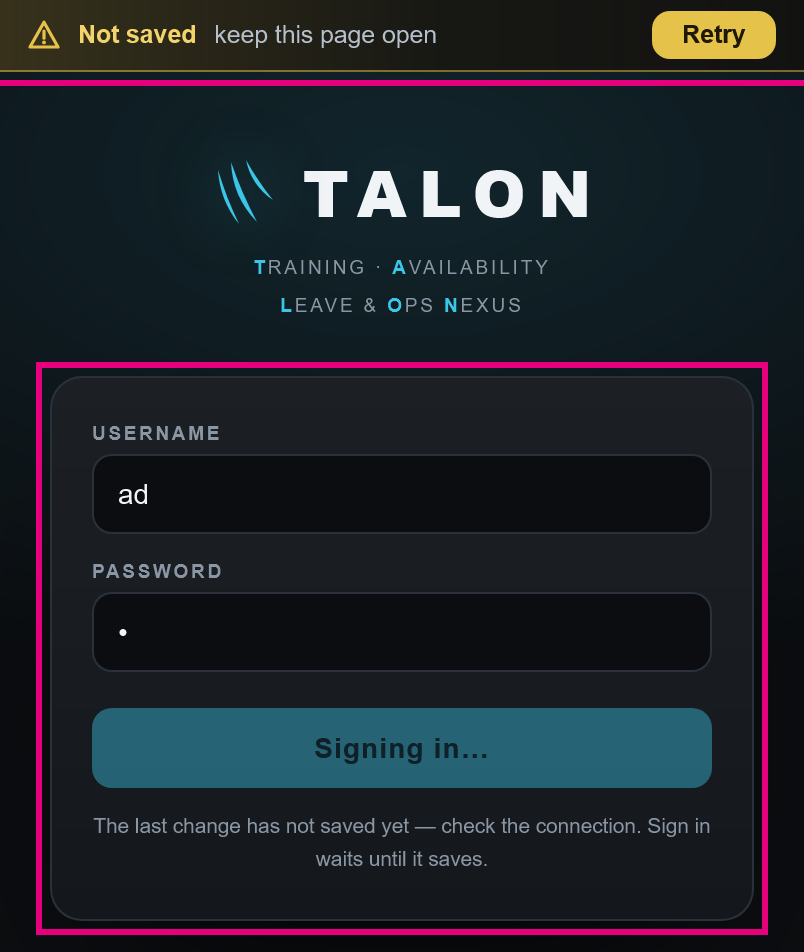 Not saved keep this page open Retry
TALON
TRAINING · AVAILABILITY
LEAVE & OPS NEXUS
USERNAME
ad
PASSWORD
•
Signing in...
The last change has not saved yet — check the connection. Sign in
waits until it saves.